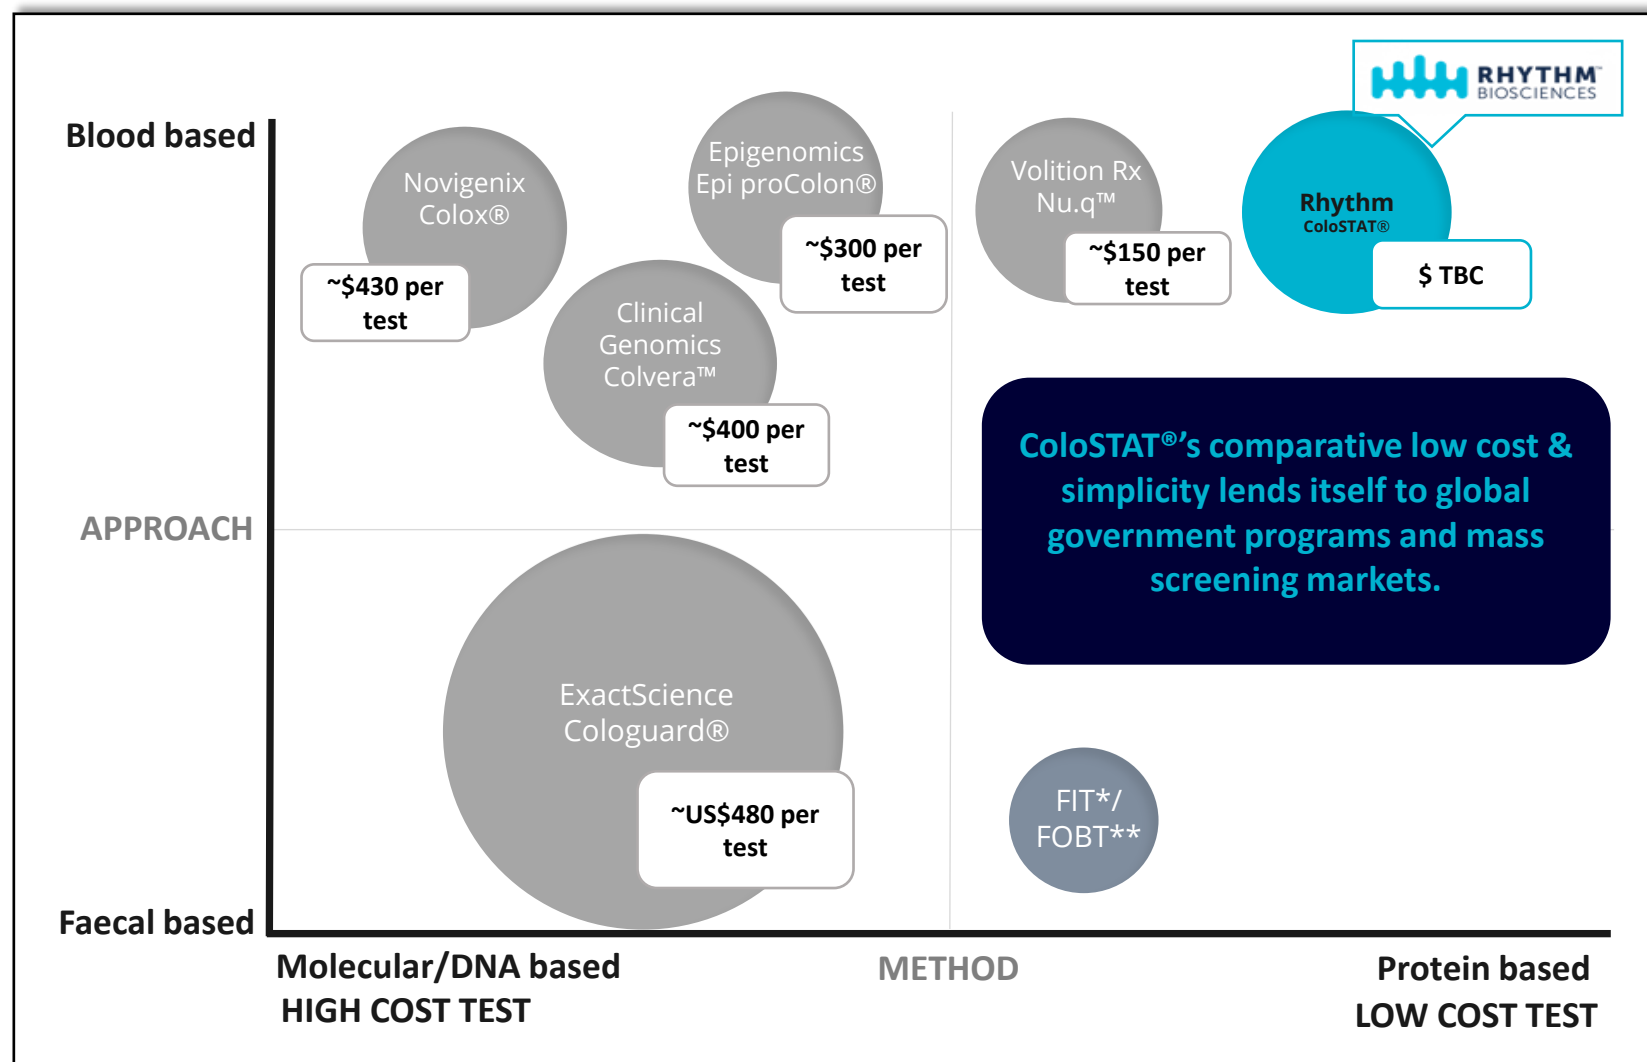 RHYTHM™
BIOSCIENCES
Blood based
Novigenix
Colox®
~$430 per
test
Epigenomics
Epi proColon®
~$300 per
test
Volition Rx
Nu.q™
~$150 per
test
Rhythm
ColoSTAT®
$ TBC
Clinical
Genomics
Colvera™
~$400 per
test
ColoSTAT®’s comparative low cost &
simplicity lends itself to global
government programs and mass
screening markets.
APPROACH
ExactScience
Cologuard®
~US$480 per
test
FIT*/
FOBT**
Faecal based
Molecular/DNA based
HIGH COST TEST
METHOD
Protein based
LOW COST TEST